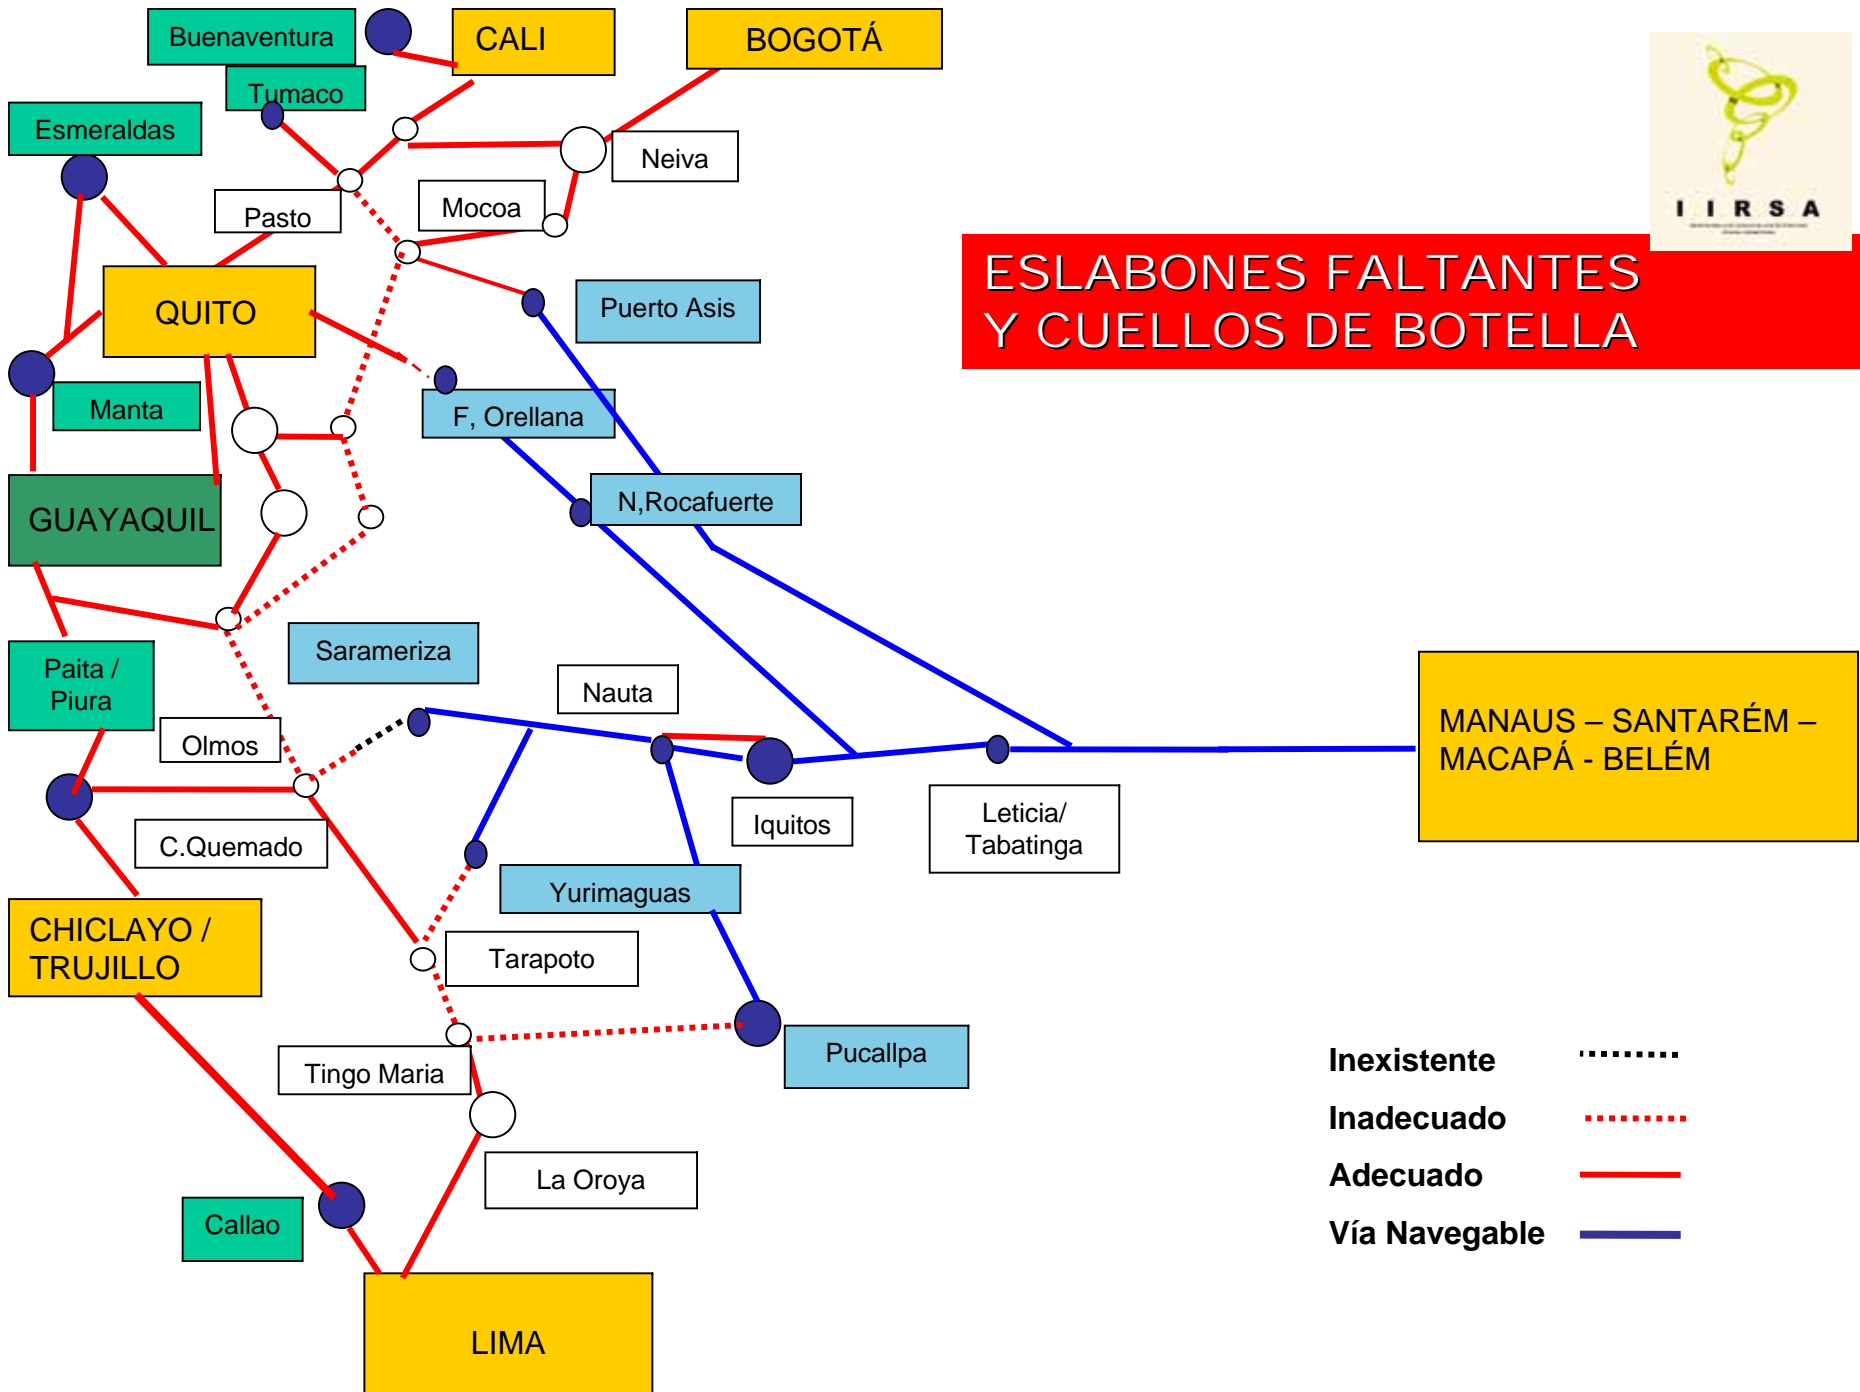 Buenaventura
CALI
BOGOTÁ
Tumaco
Esmeraldas
Neiva
Mocoa
Pasto
I I R S A
ESLABONES FALTANTES
Y CUELLOS DE BOTELLA
QUITO
Puerto Asis
Manta
F, Orellana
N,Rocafuerte
GUAYAQUIL
Sarameriza
Paita /
Piura
Nauta
Olmos
MANAUS – SANTARÉM –
MACAPÁ - BELÉM
C.Quemado
Iquitos
Leticia/
Tabatinga
Yurimaguas
CHICLAYO /
TRUJILLO
Tarapoto
Tingo Maria
Pucallpa
La Oroya
Callao
LIMA
Inexistente
Inadecuado
Adecuado
Vía Navegable